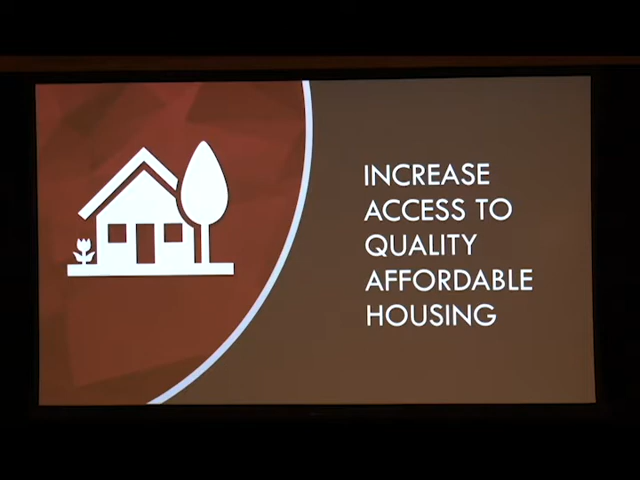 INCREASE
ACCESS TO
QUALITY
AFFORDABLE
HOUSING